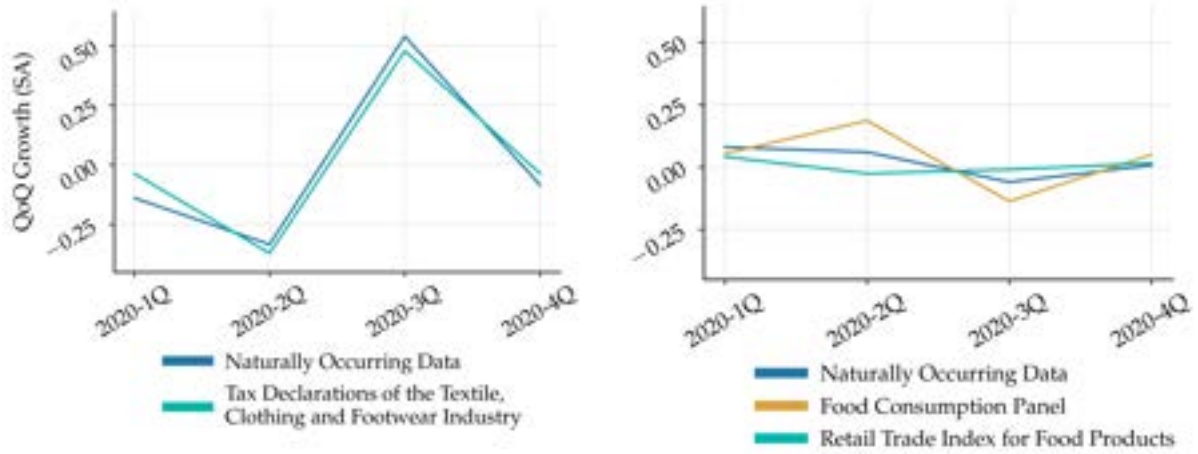 QoQ Growth (SA)
0.50
0.25
0.00
−0.25
2020-1Q
2020-2Q
2020-3Q
2020-4Q
Naturally Occurring Data
Tax Declarations of the Textile,
Clothing and Footwear Industry
0.50
0.25
0.00
−0.25
2020-1Q
2020-2Q
2020-3Q
2020-4Q
Naturally Occurring Data
Food Consumption Panel
Retail Trade Index for Food Products